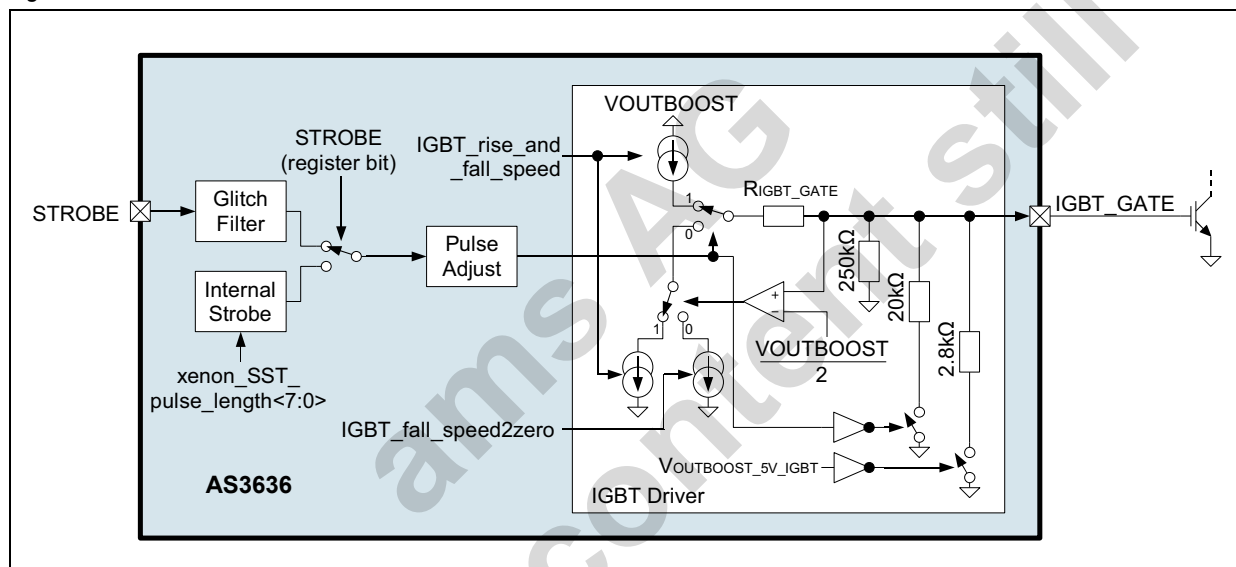 VOUTBOOST
STROBE
(register bit)
IGBT_rise_and
_fall_speed
STROBE
Glitch
Filter
Internal
Strobe
xenon_SST_
pulse_length<7:0>
Pulse
Adjust
1
0
RIGBT_GATE
IGBT_GATE
250kΩ
20kΩ
2.8kΩ
+
-
VOUTBOOST
2
1
0
IGBT_fall_speed2zero
VOUTBOOST_5V_IGBT
IGBT Driver
AS3636
ams AG
content still